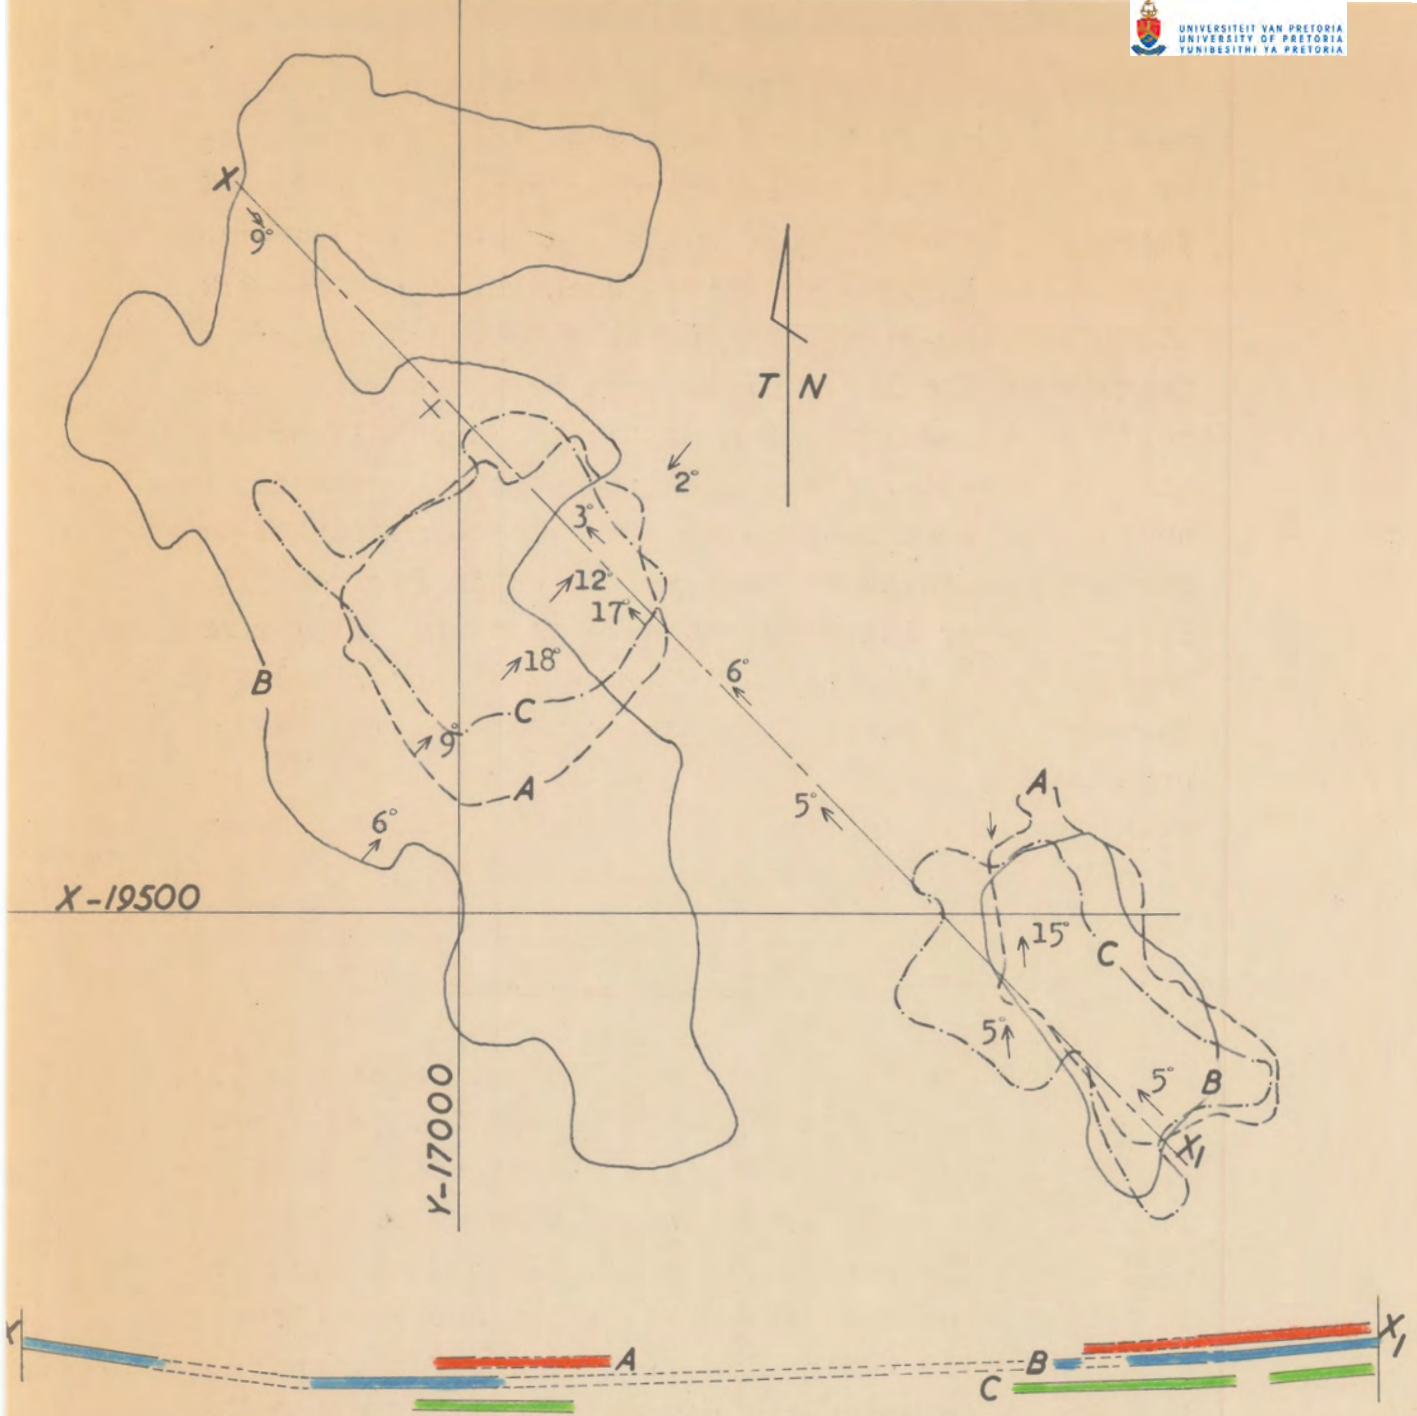 UNIVERSITEIT VAN PRETORIA
UNIVERSITY OF PRETORIA
YUNIBESITHI YA PRETORIA
X
9°
T N
2°
3°
12°
17°
18°
6°
B
C
9°
A
5°
A
6°
X-19500
15°
C
5°
5°
B
X1
Y-17000
X
X1
A
B
C